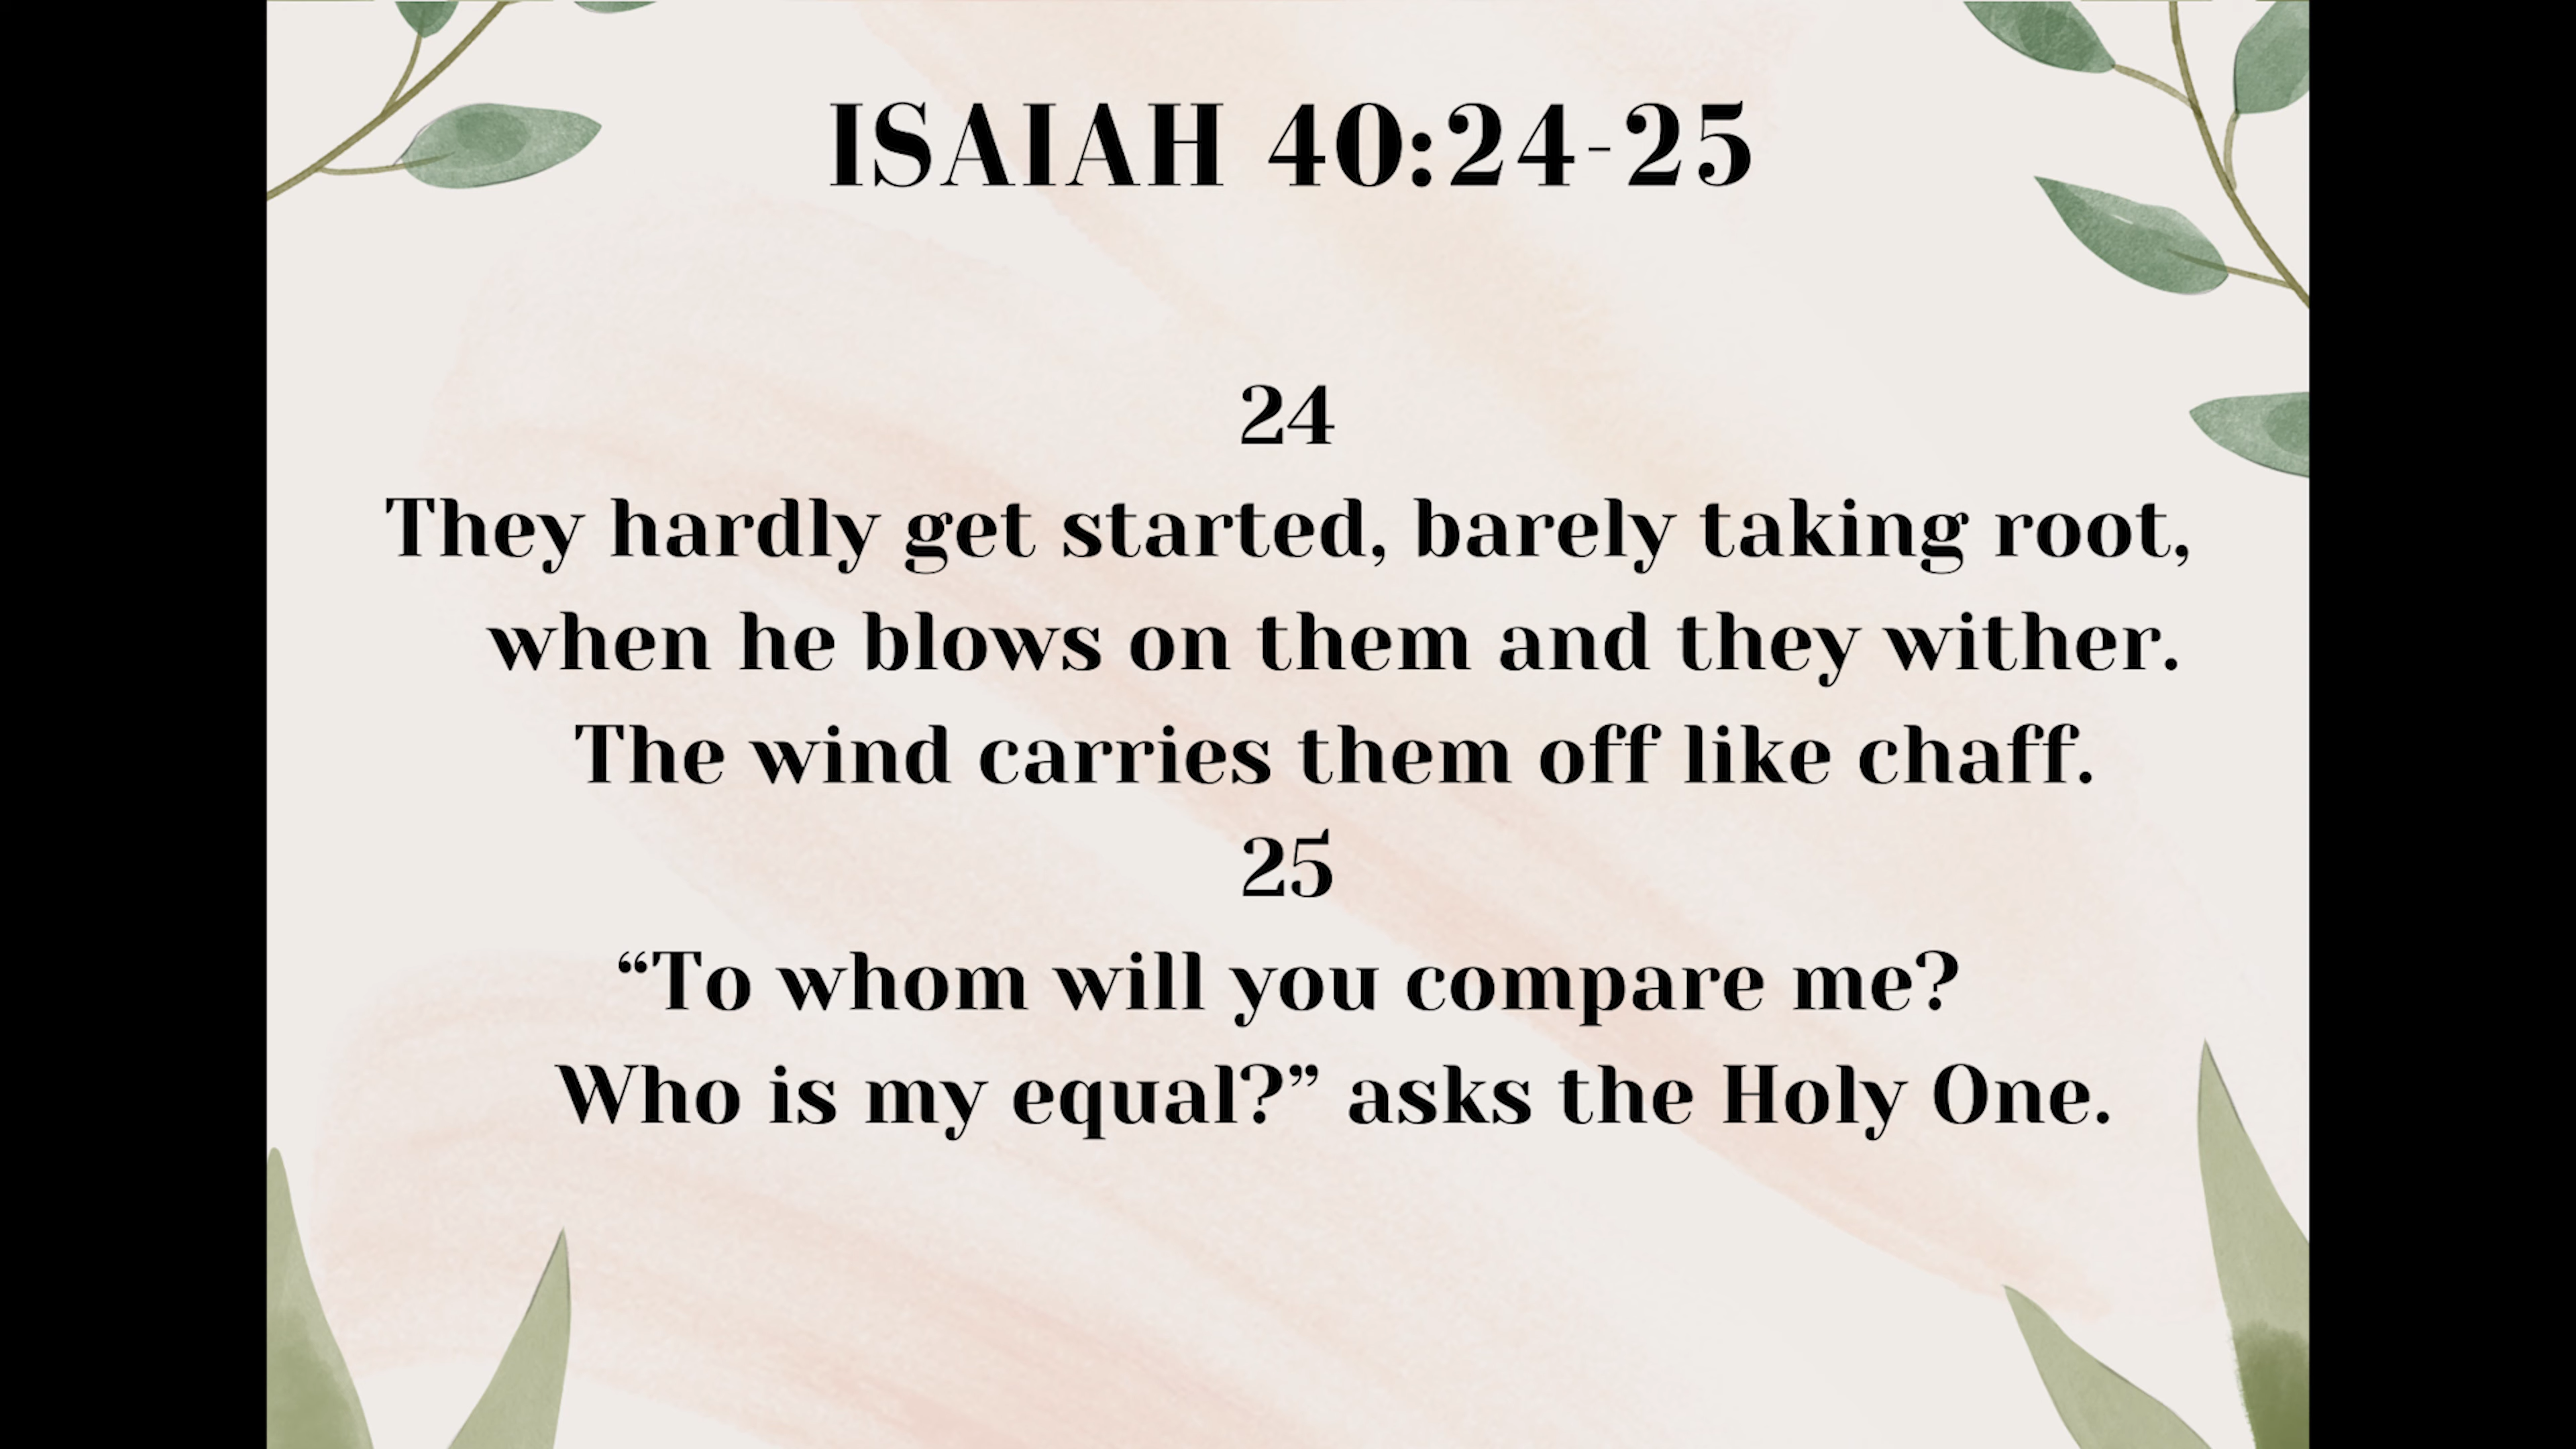 ISAIAH 40:24-25
24
They hardly get started, barely taking root,
when he blows on them and they wither.
The wind carries them off like chaff.
25
“To whom will you compare me?
Who is my equal?” asks the Holy One.